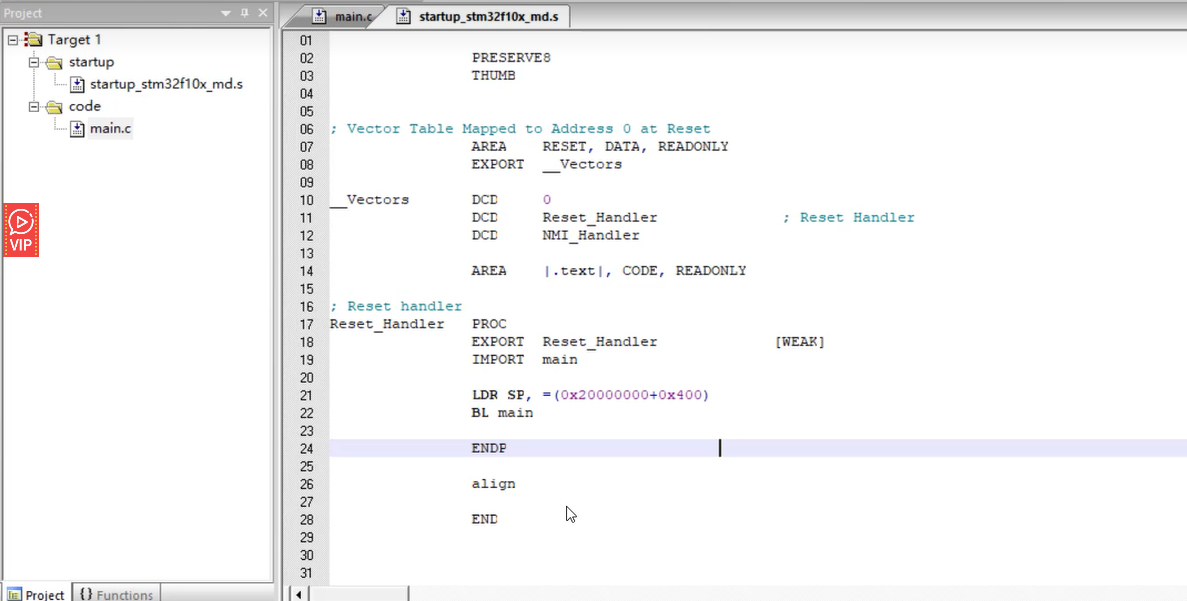 Project
main.c
startup_stm32f10x_md.s
Target 1
startup
startup_stm32f10x_md.s
code
main.c
VIP
01
02 PRESERVE8
03 THUMB
04
05
06 ; Vector Table Mapped to Address 0 at Reset
07 AREA RESET, DATA, READONLY
08 EXPORT __Vectors
09
10 __Vectors DCD 0
11 DCD Reset_Handler ; Reset Handler
12 DCD NMI_Handler
13
14 AREA |.text|, CODE, READONLY
15
16 ; Reset handler
17 Reset_Handler PROC
18 EXPORT Reset_Handler [WEAK]
19 IMPORT main
20
21 LDR SP, =(0x20000000+0x400)
22 BL main
23
24 ENDP
25
26 align
27
28 END
29
30
31
Project
{} Functions